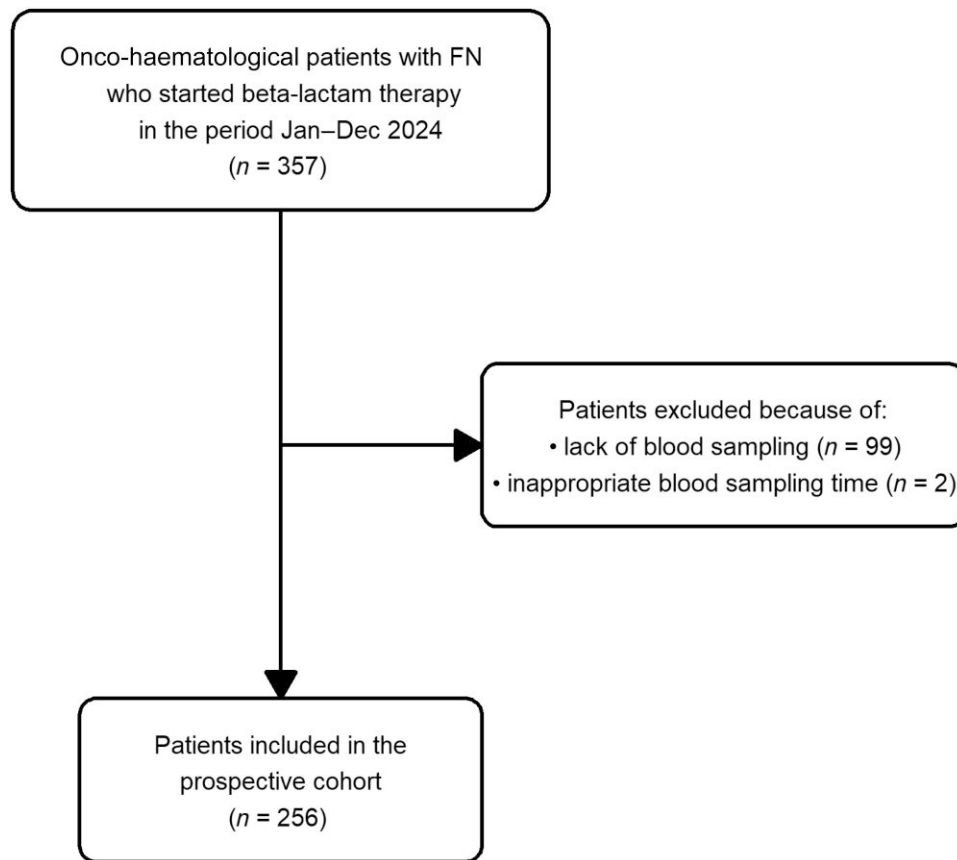 Onco-haematological patients with FN
who started beta-lactam therapy
in the period Jan–Dec 2024
(n = 357)
Patients excluded because of:
• lack of blood sampling (n = 99)
• inappropriate blood sampling time (n = 2)
Patients included in the
prospective cohort
(n = 256)